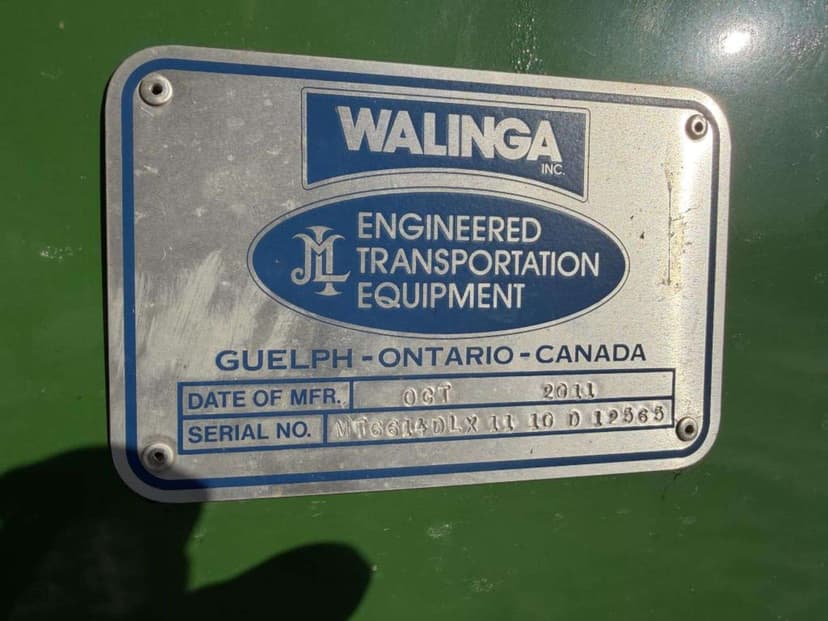 WALINGA
INC.
JMTL
ENGINEERED
TRANSPORTATION
EQUIPMENT
GUELPH - ONTARIO - CANADA
DATE OF MFR. OCT 2011
SERIAL NO. MTG614DLX 11 10 D 12565